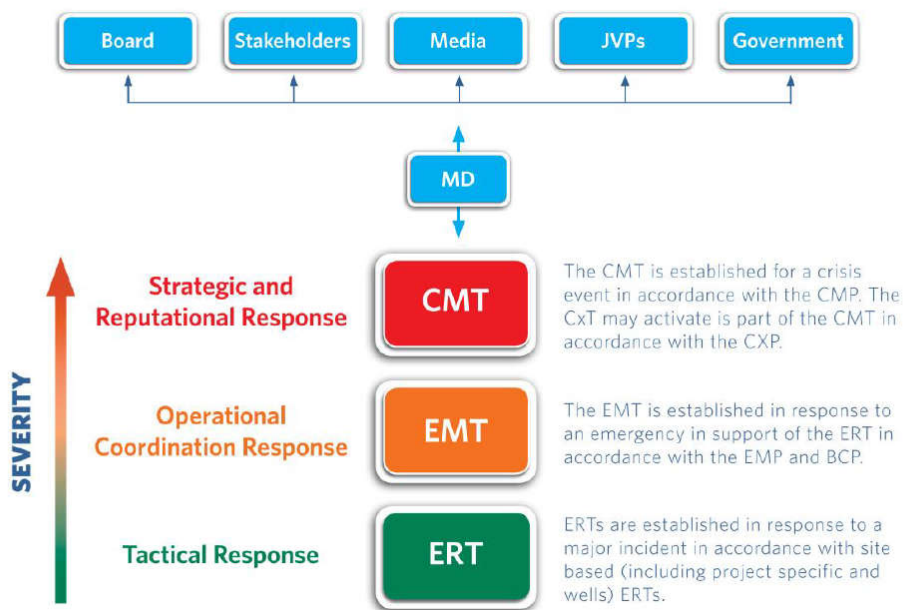 Board
Stakeholders
Media
JVPs
Government
MD
SEVERITY
Strategic and
Reputational Response
CMT
The CMT is established for a crisis
event in accordance with the CMP. The
CxT may activate is part of the CMT in
accordance with the CXP.
Operational
Coordination Response
EMT
The EMT is established in response to
an emergency in support of the ERT in
accordance with the EMP and BCP.
Tactical Response
ERT
ERTs are established in response to a
major incident in accordance with site
based (including project specific and
wells) ERTs.